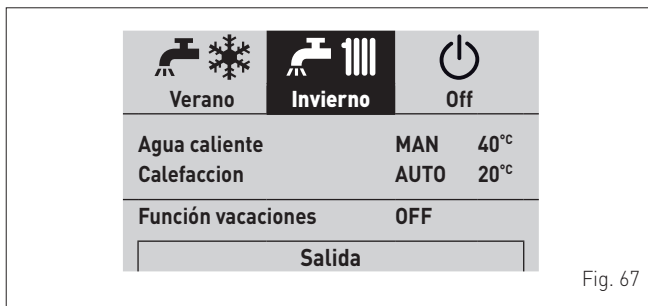 Verano Invierno Off
Agua caliente MAN 40°C
Calefaccion AUTO 20°C
Función vacaciones OFF
Salida
Fig. 67